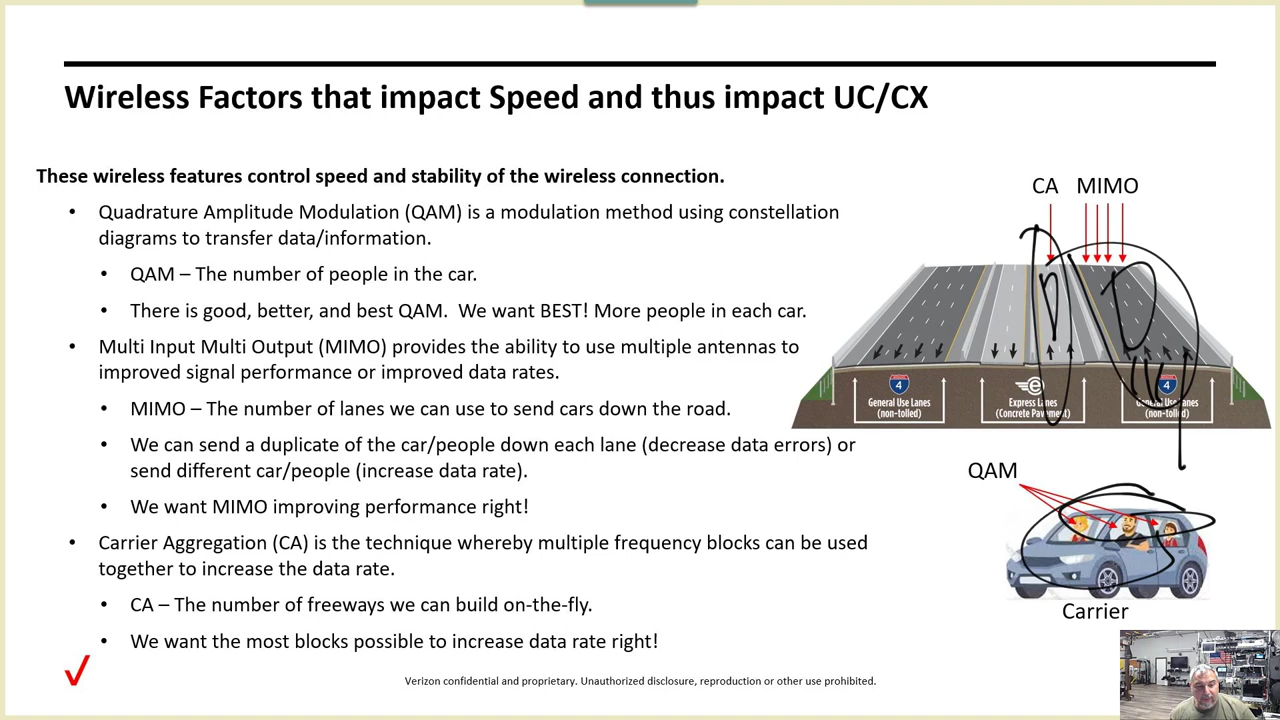 Wireless Factors that impact Speed and thus impact UC/CX
These wireless features control speed and stability of the wireless connection.
• Quadrature Amplitude Modulation (QAM) is a modulation method using constellation
diagrams to transfer data/information.
• QAM – The number of people in the car.
• There is good, better, and best QAM. We want BEST! More people in each car.
• Multi Input Multi Output (MIMO) provides the ability to use multiple antennas to
improved signal performance or improved data rates.
• MIMO – The number of lanes we can use to send cars down the road.
• We can send a duplicate of the car/people down each lane (decrease data errors) or
send different car/people (increase data rate).
• We want MIMO improving performance right!
• Carrier Aggregation (CA) is the technique whereby multiple frequency blocks can be used
together to increase the data rate.
• CA – The number of freeways we can build on-the-fly.
• We want the most blocks possible to increase data rate right!
CA MIMO
4
General Use Lanes
(non-tolled)
e
Express Lanes
(Concrete Pavement)
4
General Use Lanes
(non-tolled)
QAM
Carrier
Verizon confidential and proprietary. Unauthorized disclosure, reproduction or other use prohibited.